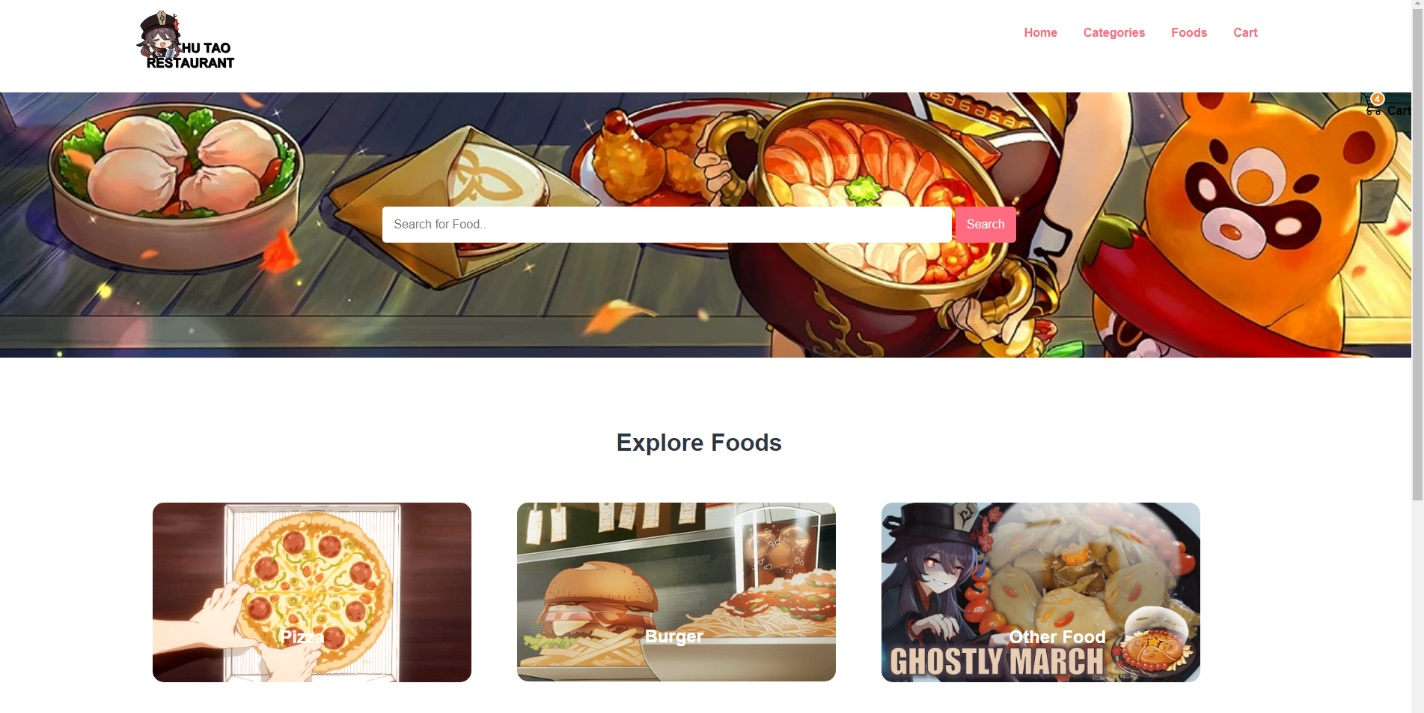 HU TAO
RESTAURANT
Home
Categories
Foods
Cart
4
Cart
Search for Food..
Search
Explore Foods
Pizza
Burger
Other Food
GHOSTLY MARCH